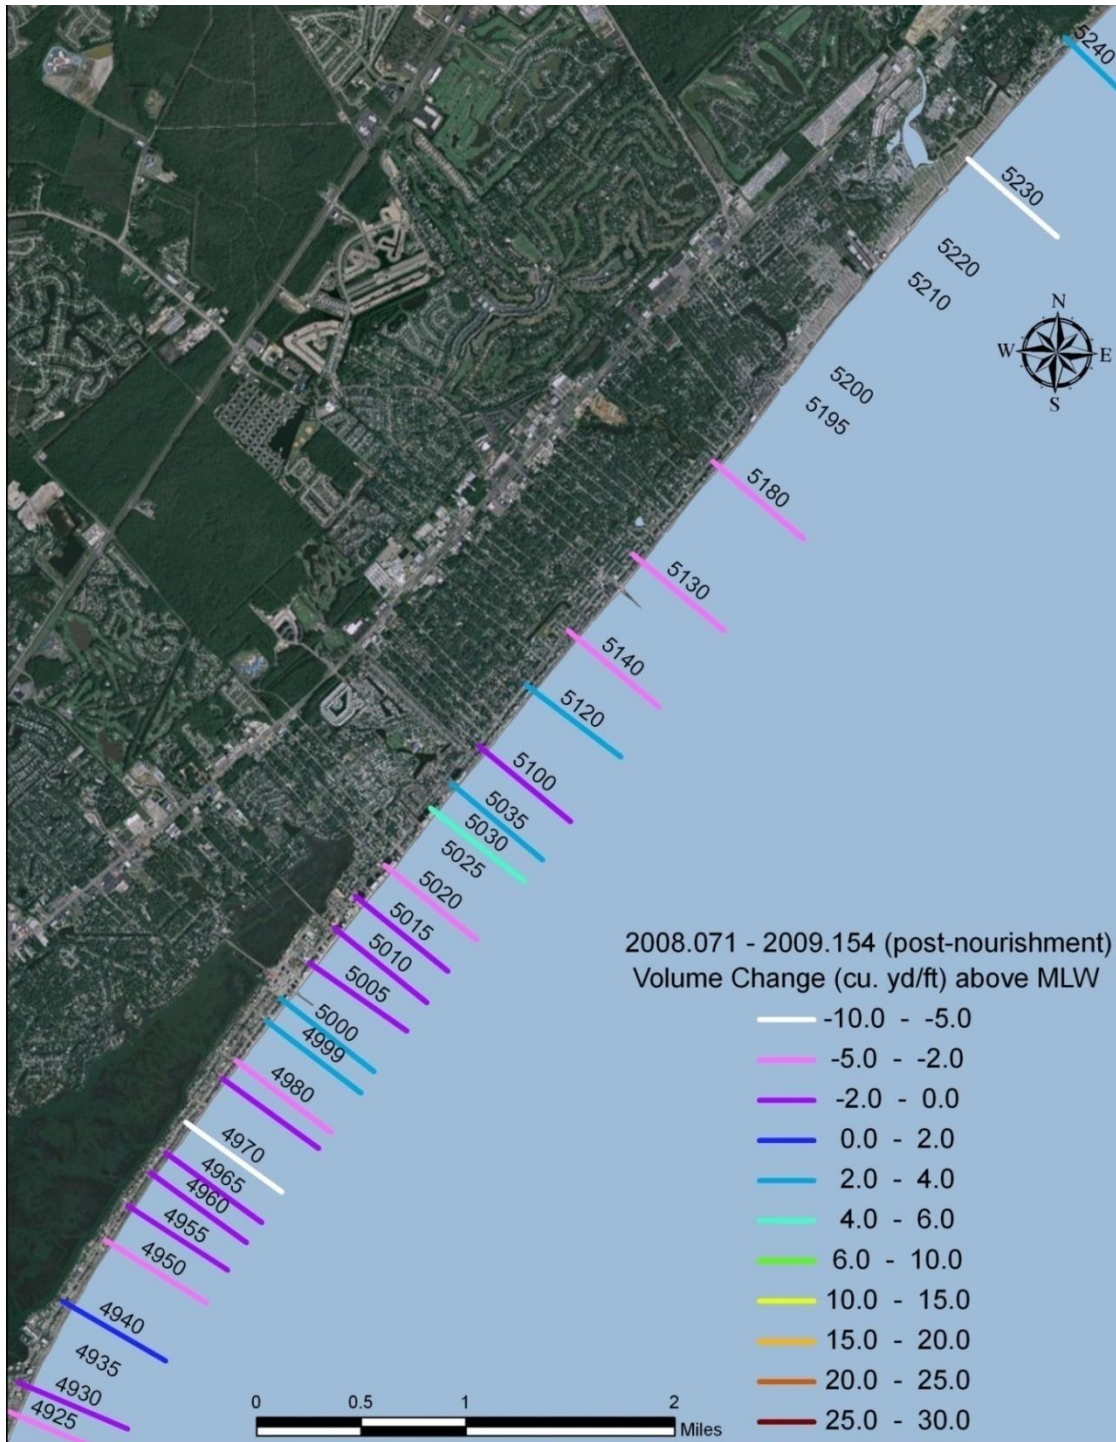 5240
5230
5220
5210
N
W E
S
5200
5195
5180
5130
5140
5120
5100
5035
5030
5025
5020
5015
5010
5005
5000
4999
4980
4970
4965
4960
4955
4950
4940
4935
4930
4925
2008.071 - 2009.154 (post-nourishment)
Volume Change (cu. yd/ft) above MLW
-10.0 - -5.0
-5.0 - -2.0
-2.0 - 0.0
0.0 - 2.0
2.0 - 4.0
4.0 - 6.0
6.0 - 10.0
10.0 - 15.0
15.0 - 20.0
20.0 - 25.0
25.0 - 30.0
0 0.5 1 2
Miles